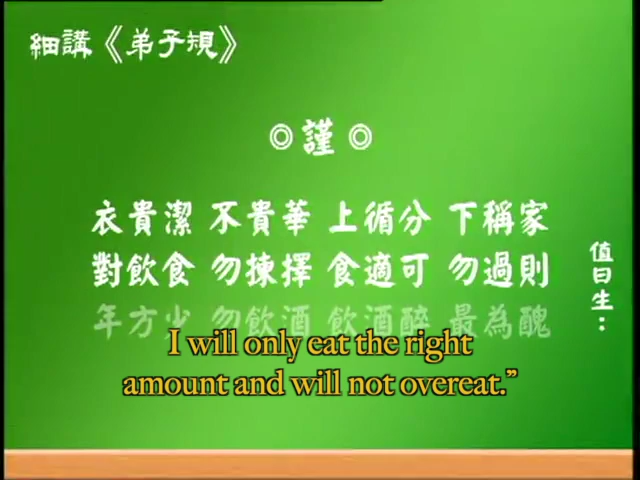 細講《弟子規》
◎謹◎
衣貴潔 不貴華 上循分 下稱家
對飲食 勿揀擇 食適可 勿過則
年方少 勿飲酒 飲酒醉 最為醜
值日生：
I will only eat the right
amount and will not overeat.”